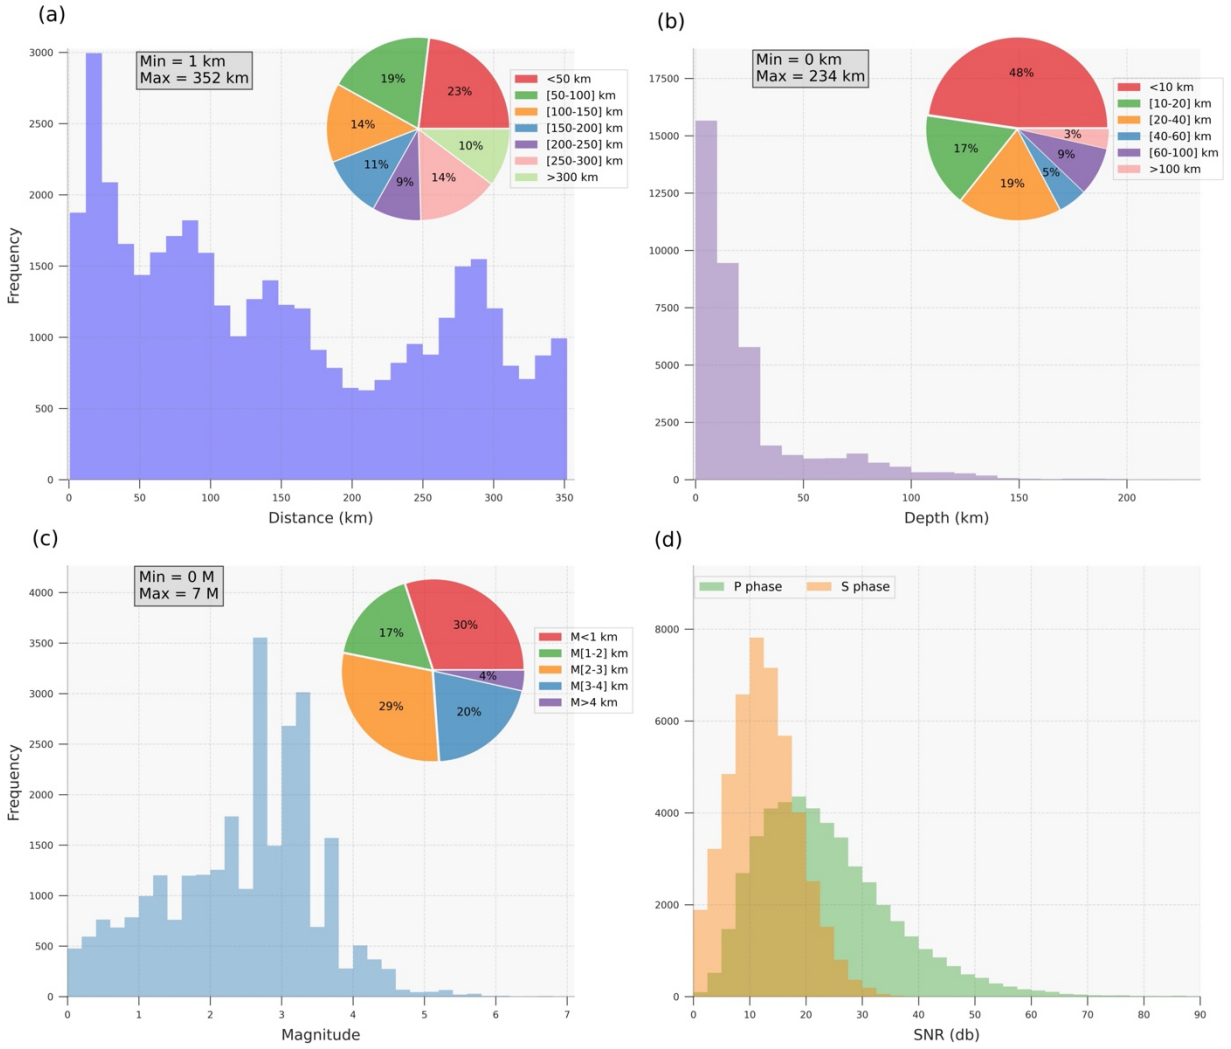 (a)
Min = 1 km
Max = 352 km
3000
2500
2000
1500
1000
500
0
Frequency
0 50 100 150 200 250 300 350
Distance (km)
23%
19%
14%
11%
9%
14%
10%
<50 km
[50-100] km
[100-150] km
[150-200] km
[200-250] km
[250-300] km
>300 km
(b)
Min = 0 km
Max = 234 km
17500
15000
12500
10000
7500
5000
2500
0
0 50 100 150 200
Depth (km)
48%
17%
19%
5%
9%
3%
<10 km
[10-20] km
[20-40] km
[40-60] km
[60-100] km
>100 km
(c)
Min = 0 M
Max = 7 M
4000
3500
3000
2500
2000
1500
1000
500
0
Frequency
0 1 2 3 4 5 6 7
Magnitude
30%
17%
29%
20%
4%
M<1 km
M[1-2] km
M[2-3] km
M[3-4] km
M>4 km
(d)
P phase
S phase
8000
6000
4000
2000
0
0 10 20 30 40 50 60 70 80 90
SNR (db)